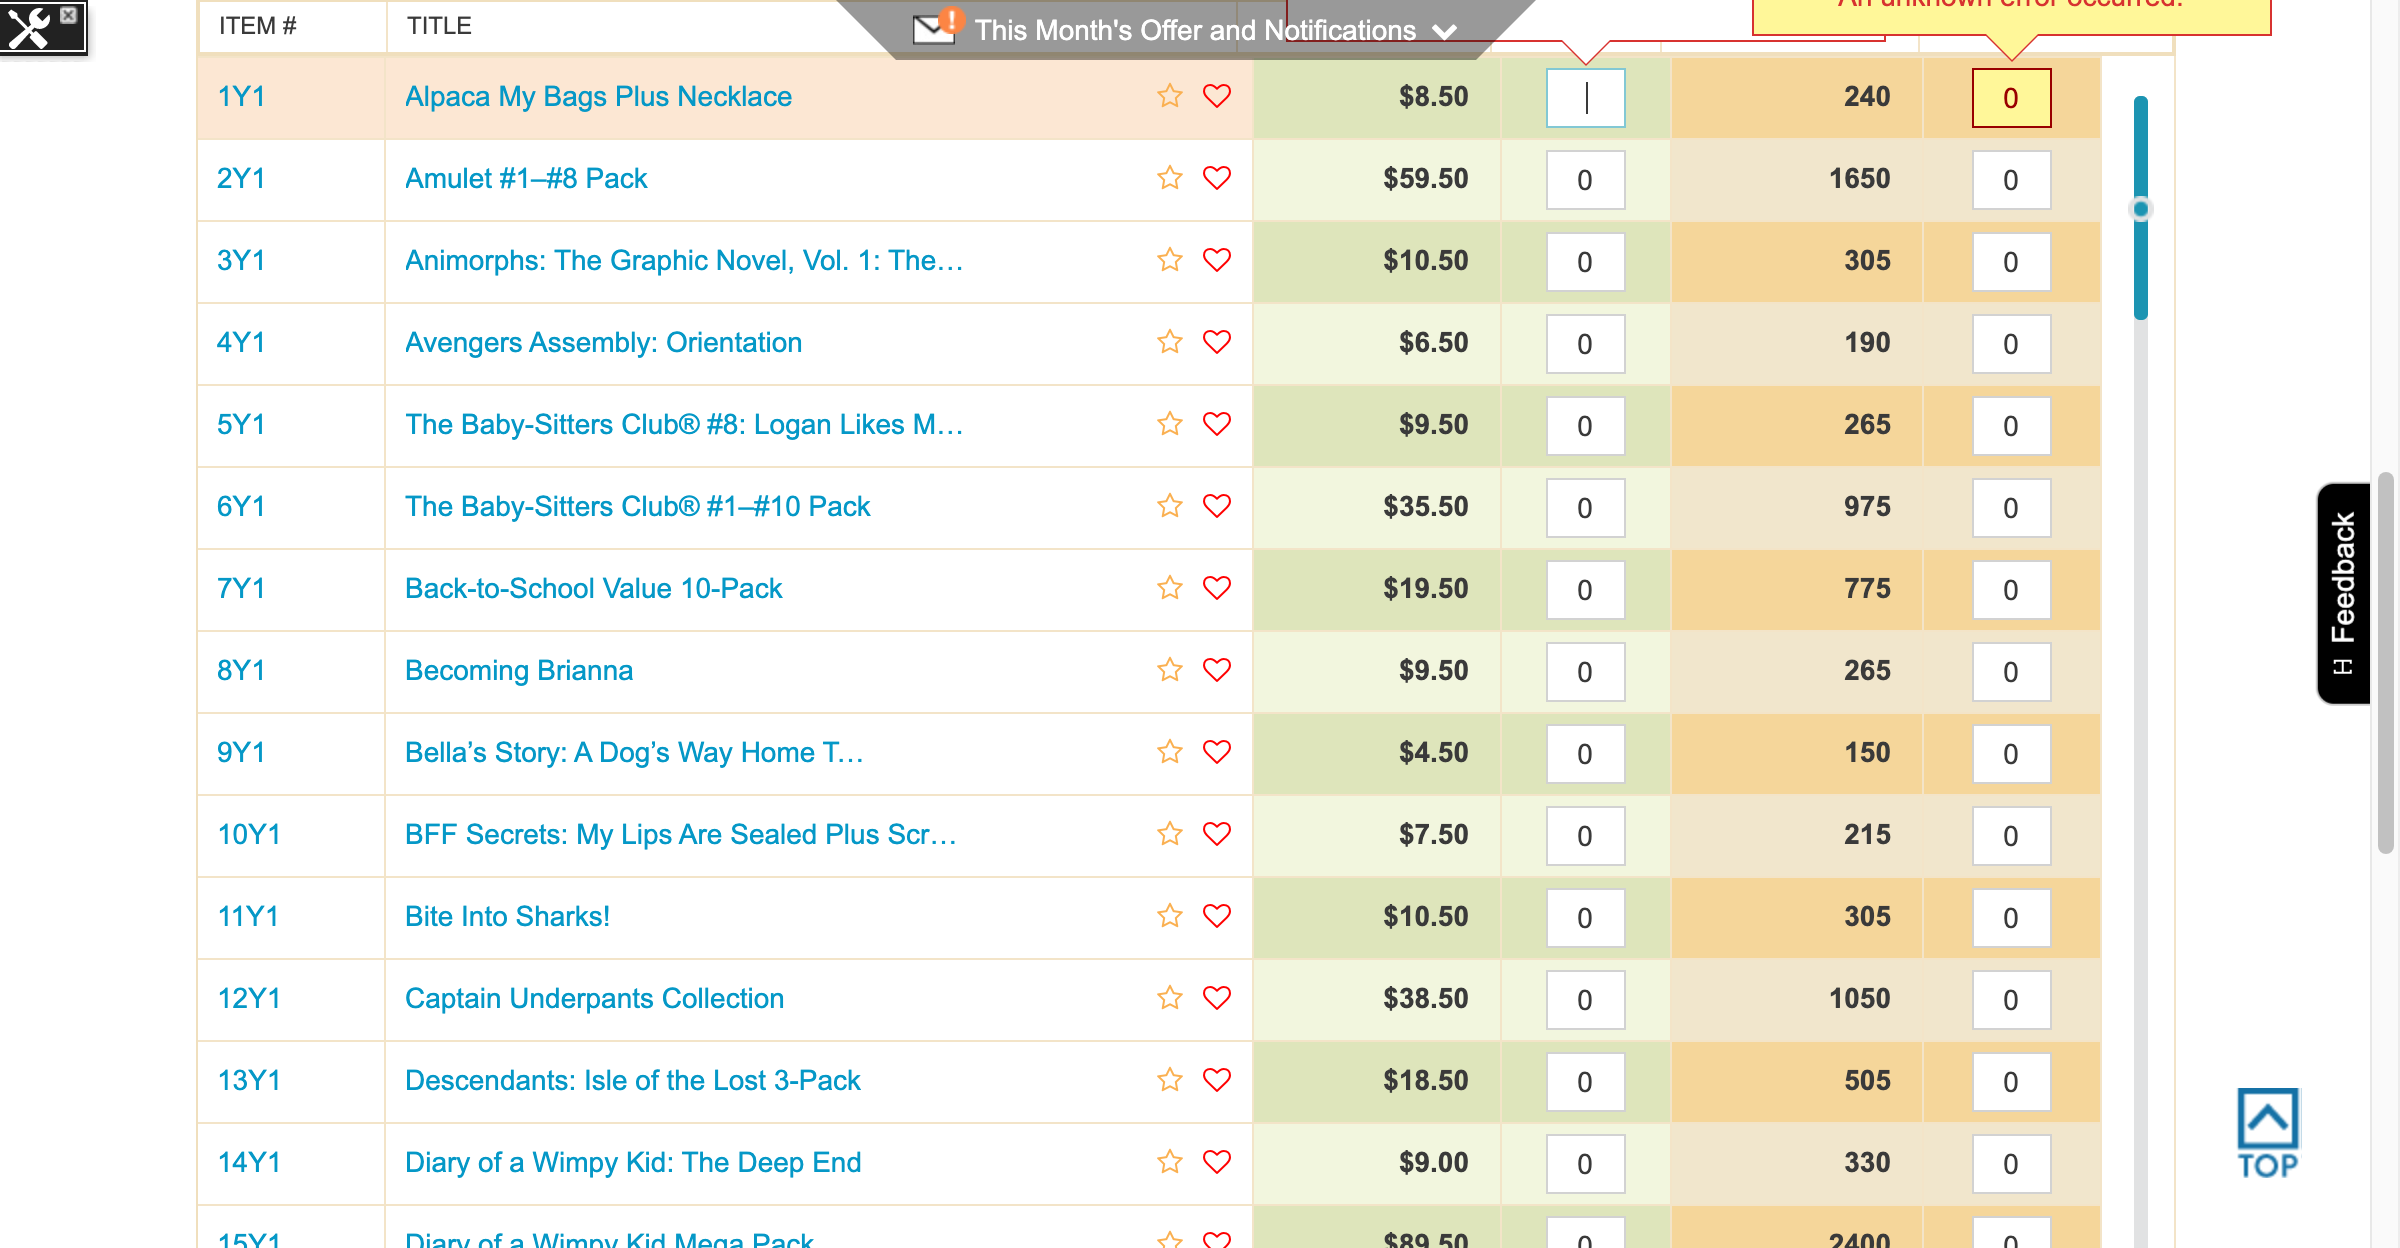 An unknown error occurred.
ITEM # TITLE
This Month's Offer and Notifications
1Y1 Alpaca My Bags Plus Necklace $8.50 240 0
2Y1 Amulet #1–#8 Pack $59.50 0 1650 0
3Y1 Animorphs: The Graphic Novel, Vol. 1: The… $10.50 0 305 0
4Y1 Avengers Assembly: Orientation $6.50 0 190 0
5Y1 The Baby-Sitters Club® #8: Logan Likes M… $9.50 0 265 0
6Y1 The Baby-Sitters Club® #1–#10 Pack $35.50 0 975 0
7Y1 Back-to-School Value 10-Pack $19.50 0 775 0
8Y1 Becoming Brianna $9.50 0 265 0
9Y1 Bella’s Story: A Dog’s Way Home T… $4.50 0 150 0
10Y1 BFF Secrets: My Lips Are Sealed Plus Scr… $7.50 0 215 0
11Y1 Bite Into Sharks! $10.50 0 305 0
12Y1 Captain Underpants Collection $38.50 0 1050 0
13Y1 Descendants: Isle of the Lost 3-Pack $18.50 0 505 0
14Y1 Diary of a Wimpy Kid: The Deep End $9.00 0 330 0
15Y1 Diary of a Wimpy Kid Mega Pack $89.50 0 2400 0
[-] Feedback
TOP